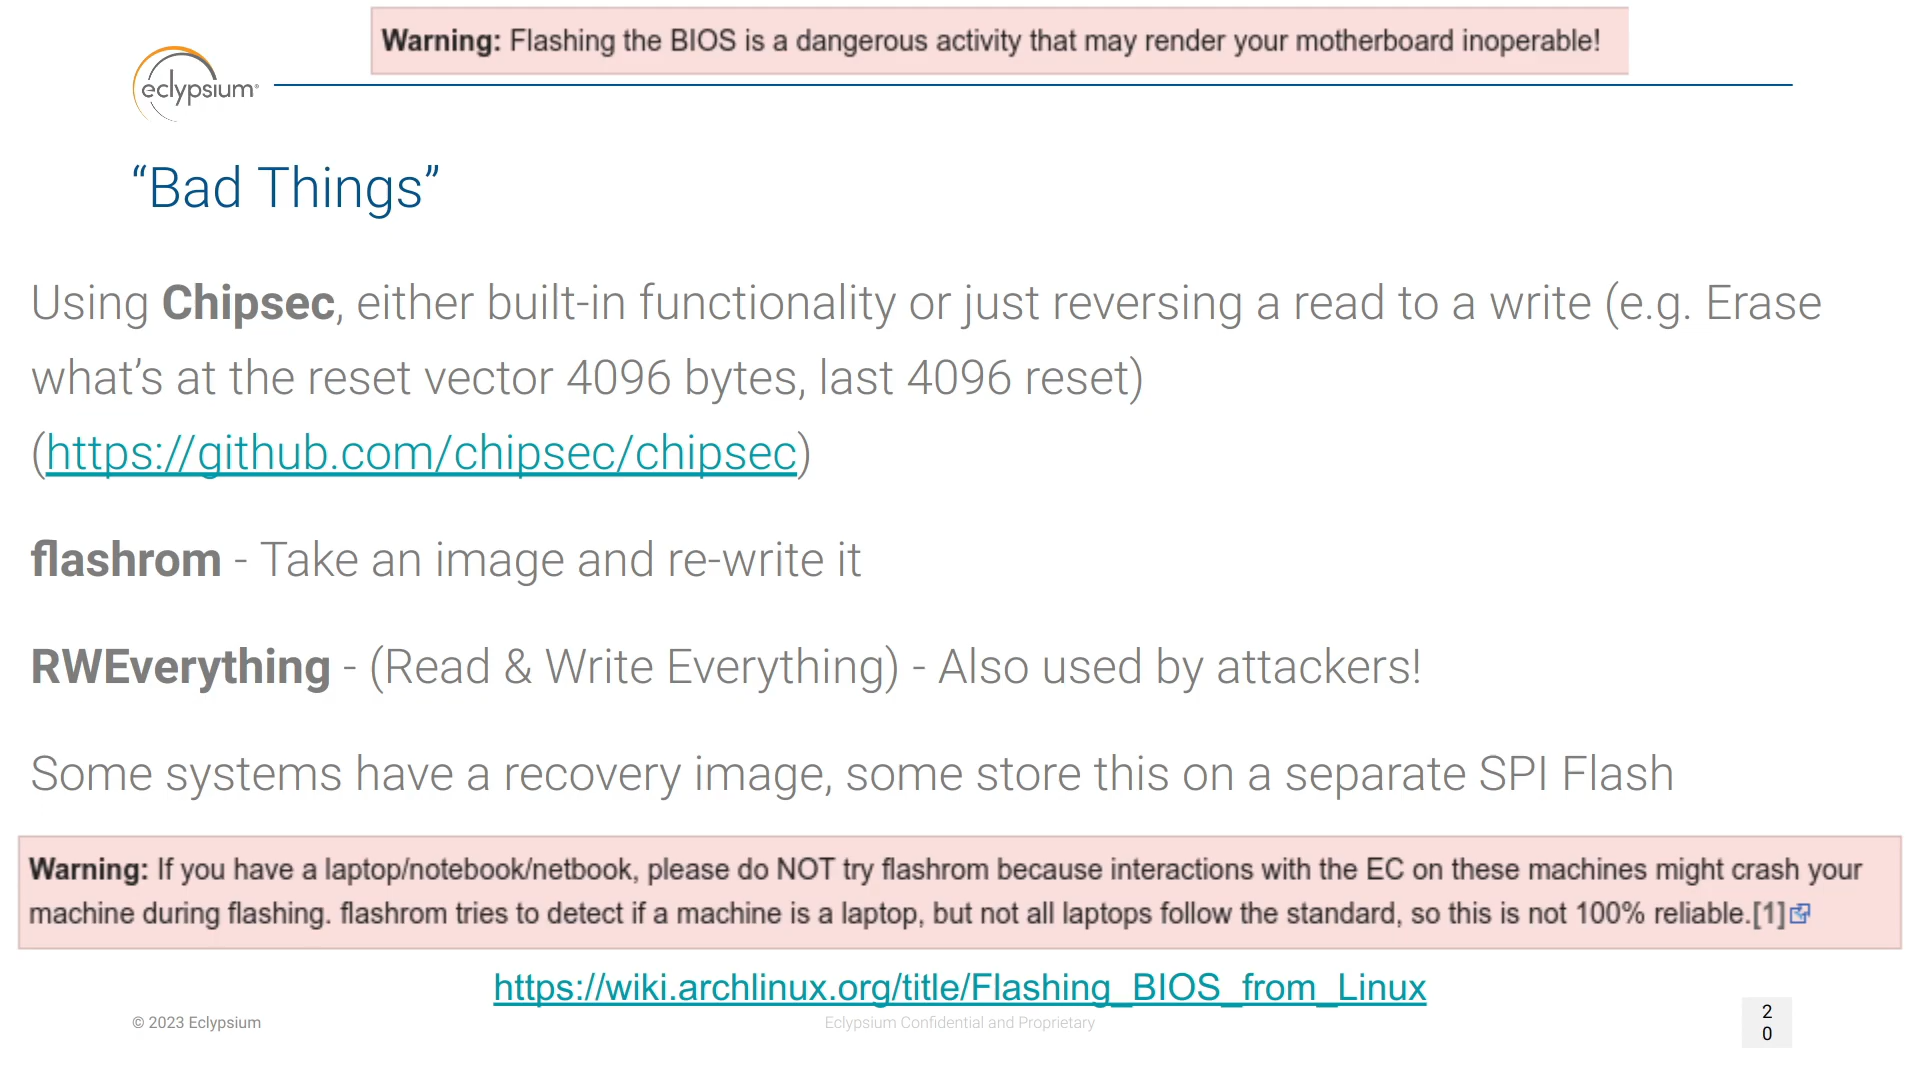 Warning: Flashing the BIOS is a dangerous activity that may render your motherboard inoperable!
eclypsium®
“Bad Things”
Using Chipsec, either built-in functionality or just reversing a read to a write (e.g. Erase
what’s at the reset vector 4096 bytes, last 4096 reset)
(https://github.com/chipsec/chipsec)
flashrom - Take an image and re-write it
RWEverything - (Read & Write Everything) - Also used by attackers!
Some systems have a recovery image, some store this on a separate SPI Flash
Warning: If you have a laptop/notebook/netbook, please do NOT try flashrom because interactions with the EC on these machines might crash your
machine during flashing. flashrom tries to detect if a machine is a laptop, but not all laptops follow the standard, so this is not 100% reliable.[1]
https://wiki.archlinux.org/title/Flashing_BIOS_from_Linux
© 2023 Eclypsium
Eclypsium Confidential and Proprietary
2
0